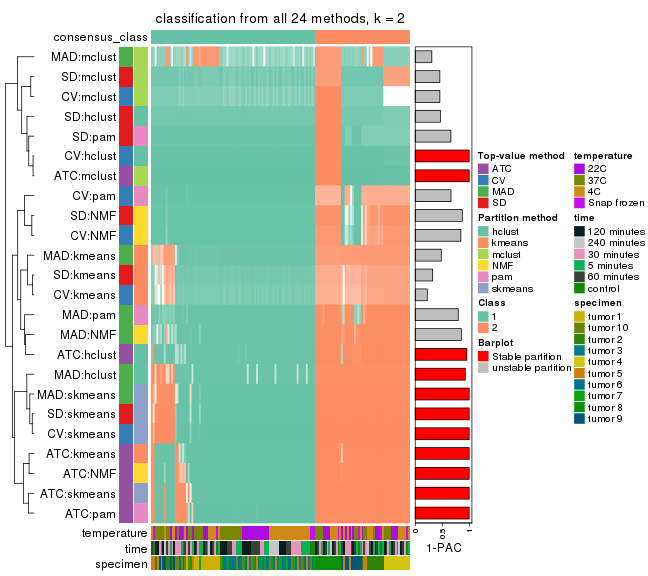 classification from all 24 methods, k = 2
consensus_class
MAD:mclust
SD:mclust
CV:mclust
SD:hclust
SD:pam
CV:hclust
ATC:mclust
CV:pam
SD:NMF
CV:NMF
MAD:kmeans
SD:kmeans
CV:kmeans
MAD:pam
MAD:NMF
ATC:hclust
MAD:hclust
MAD:skmeans
SD:skmeans
CV:skmeans
ATC:kmeans
ATC:NMF
ATC:skmeans
ATC:pam
temperature
time
specimen
0
0.5
1
1-PAC
Top-value method
ATC
CV
MAD
SD
Partition method
hclust
kmeans
mclust
NMF
pam
skmeans
Class
1
2
Barplot
Stable partition
unstable partition
temperature
22C
37C
4C
Snap frozen
time
120 minutes
240 minutes
30 minutes
5 minutes
60 minutes
control
specimen
tumor 1
tumor 10
tumor 2
tumor 3
tumor 4
tumor 5
tumor 6
tumor 7
tumor 8
tumor 9